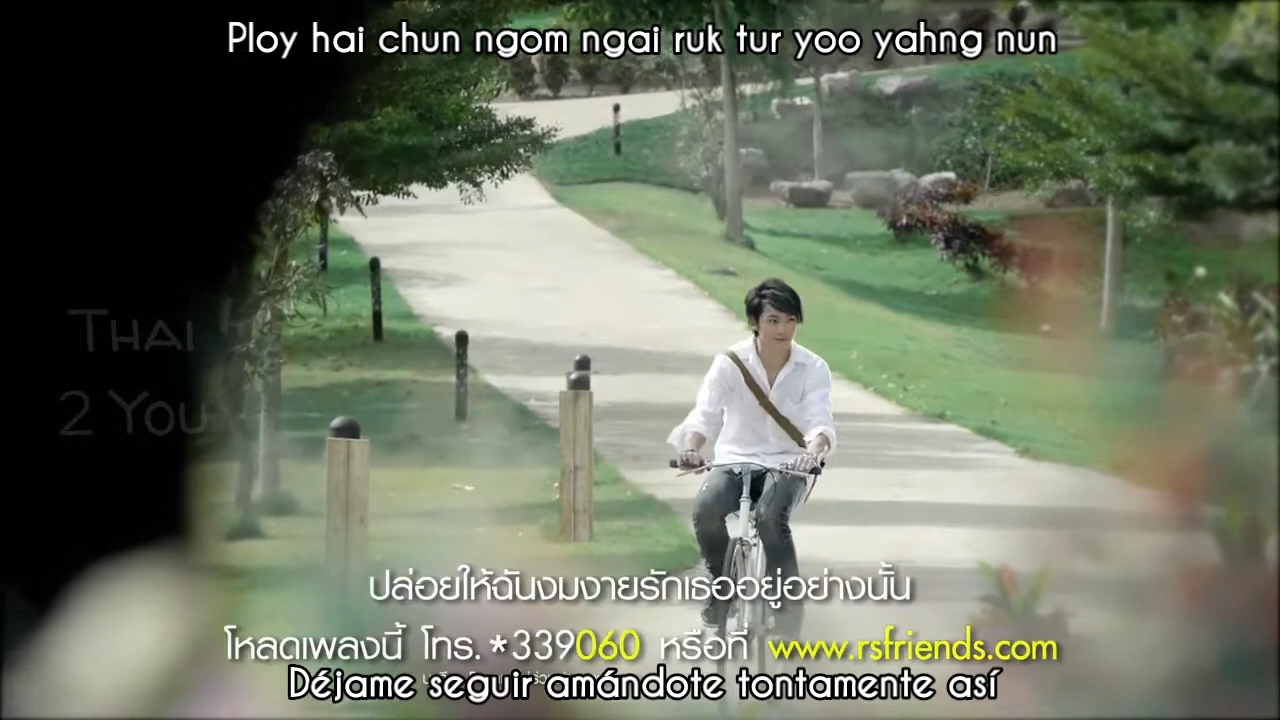 Ploy hai chun ngom ngai ruk tur yoo yahng nun
THAI
2 YOU
ปล่อยให้ฉันงมงายรักเธออยู่อย่างนั้น
โหลดเพลงนี้ โทร. *339060 หรือที่ www.rsfriends.com
Déjame seguir amándote tontamente así